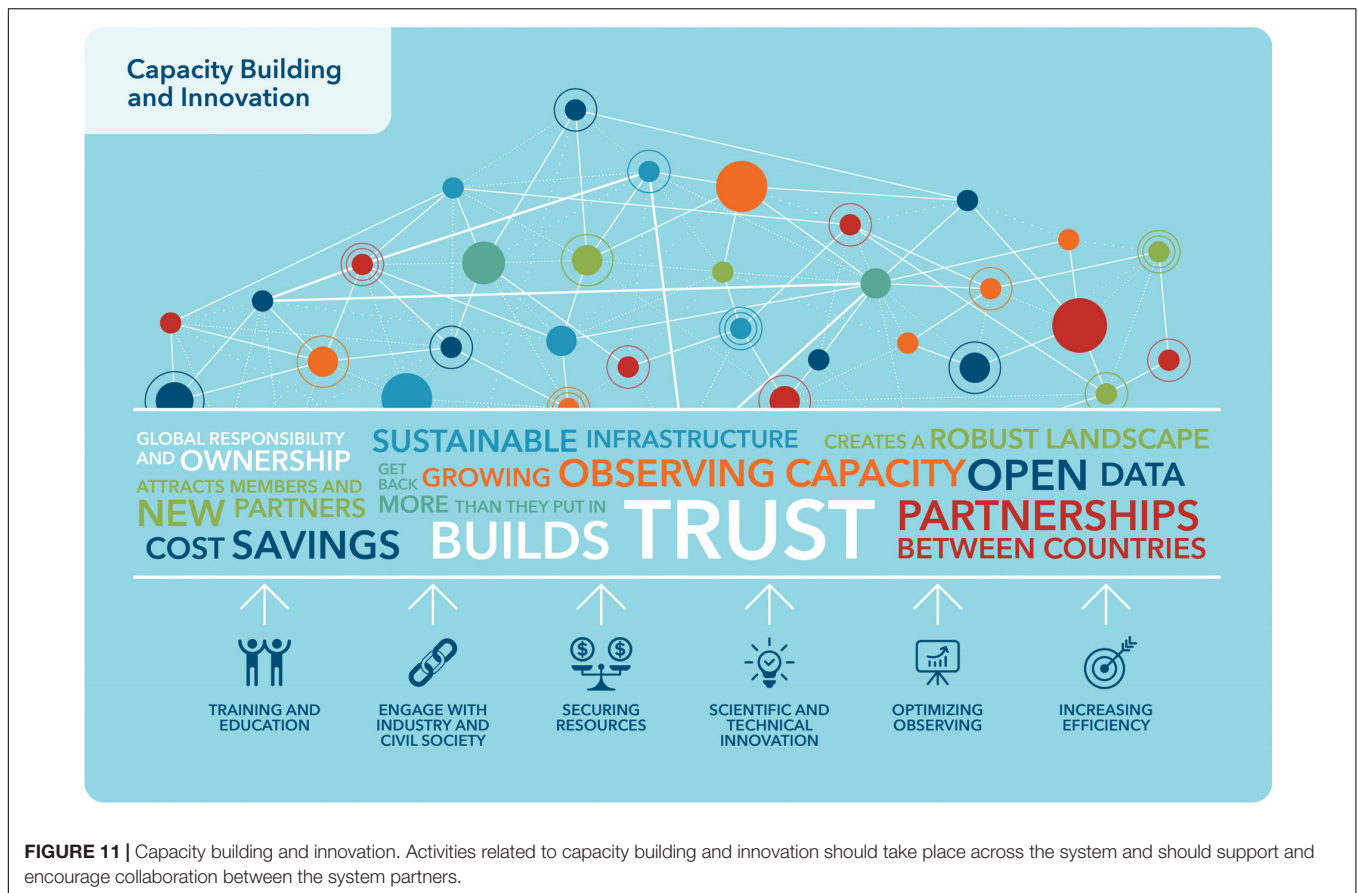 Capacity Building
and Innovation
GLOBAL RESPONSIBILITY
AND OWNERSHIP
ATTRACTS MEMBERS AND
NEW PARTNERS
COST SAVINGS
SUSTAINABLE INFRASTRUCTURE
GET
BACK
MORE THAN THEY PUT IN
GROWING OBSERVING CAPACITY
BUILDS TRUST
CREATES A ROBUST LANDSCAPE
OPEN DATA
PARTNERSHIPS
BETWEEN COUNTRIES
TRAINING AND
EDUCATION
ENGAGE WITH
INDUSTRY AND
CIVIL SOCIETY
SECURING
RESOURCES
SCIENTIFIC AND
TECHNICAL
INNOVATION
OPTIMIZING
OBSERVING
INCREASING
EFFICIENCY
FIGURE 11 | Capacity building and innovation. Activities related to capacity building and innovation should take place across the system and should support and
encourage collaboration between the system partners.